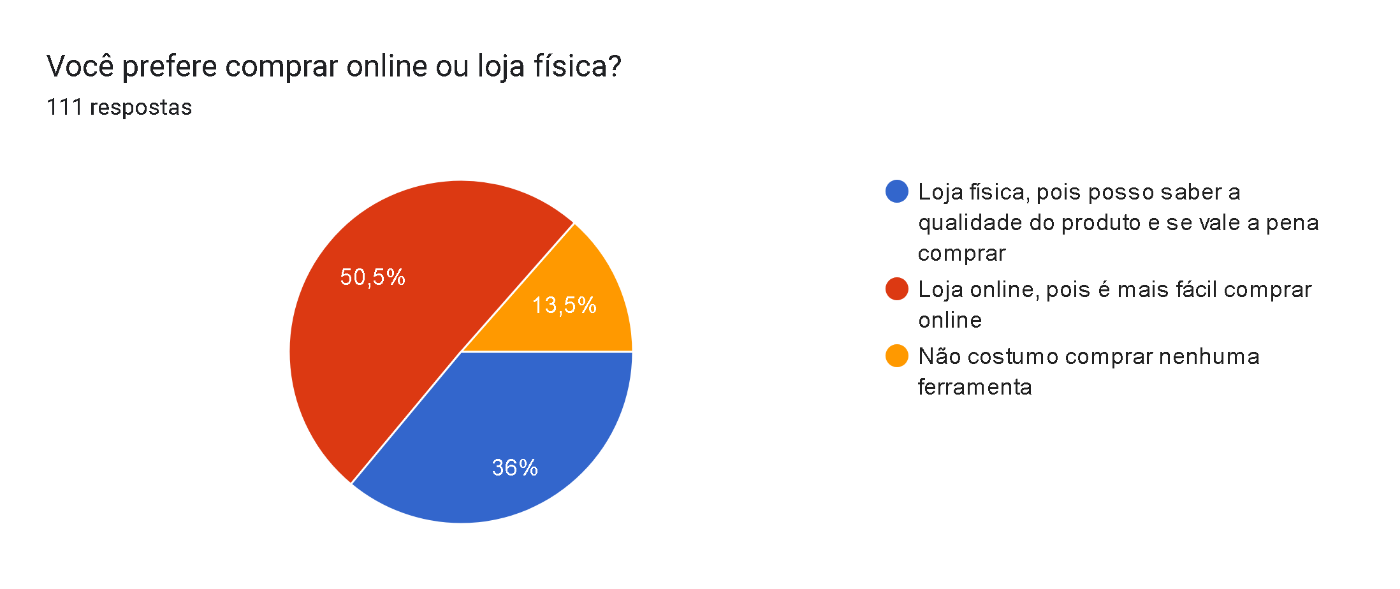 Você prefere comprar online ou loja física?
111 respostas
50,5%
13,5%
36%
Loja física, pois posso saber a
qualidade do produto e se vale a pena
comprar
Loja online, pois é mais fácil comprar
online
Não costumo comprar nenhuma
ferramenta